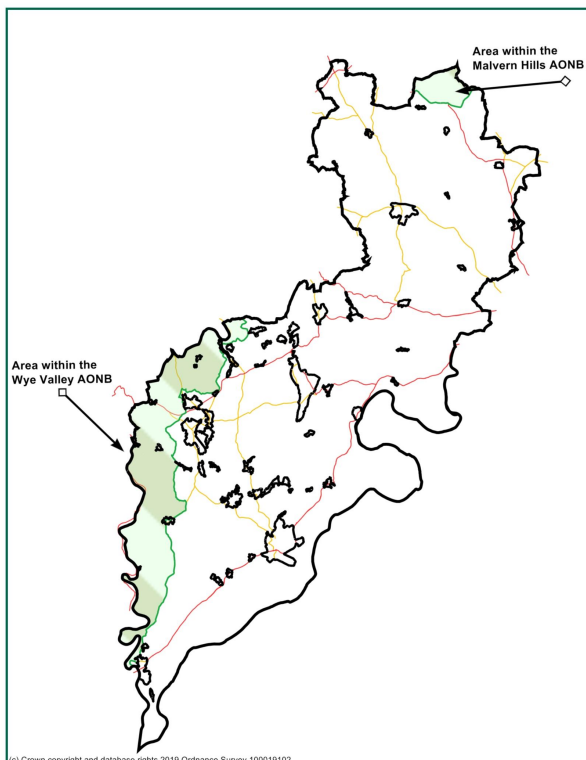 Area within the
Malvern Hills AONB
Area within the
Wye Valley AONB
(c) Crown copyright and database rights 2019 Ordnance Survey 100019102